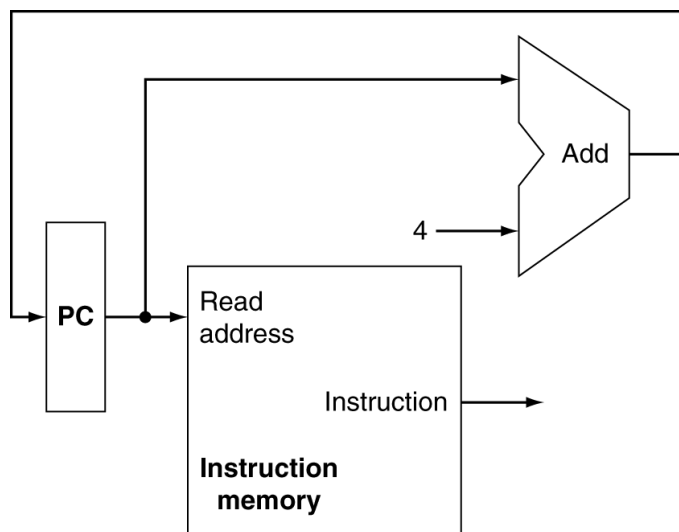 Add
4
PC
Read
address
Instruction
Instruction
memory